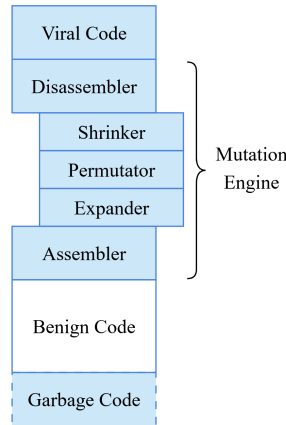 Viral Code
Disassembler
Shrinker
Permutator
Expander
Assembler
Benign Code
Garbage Code
Mutation
Engine